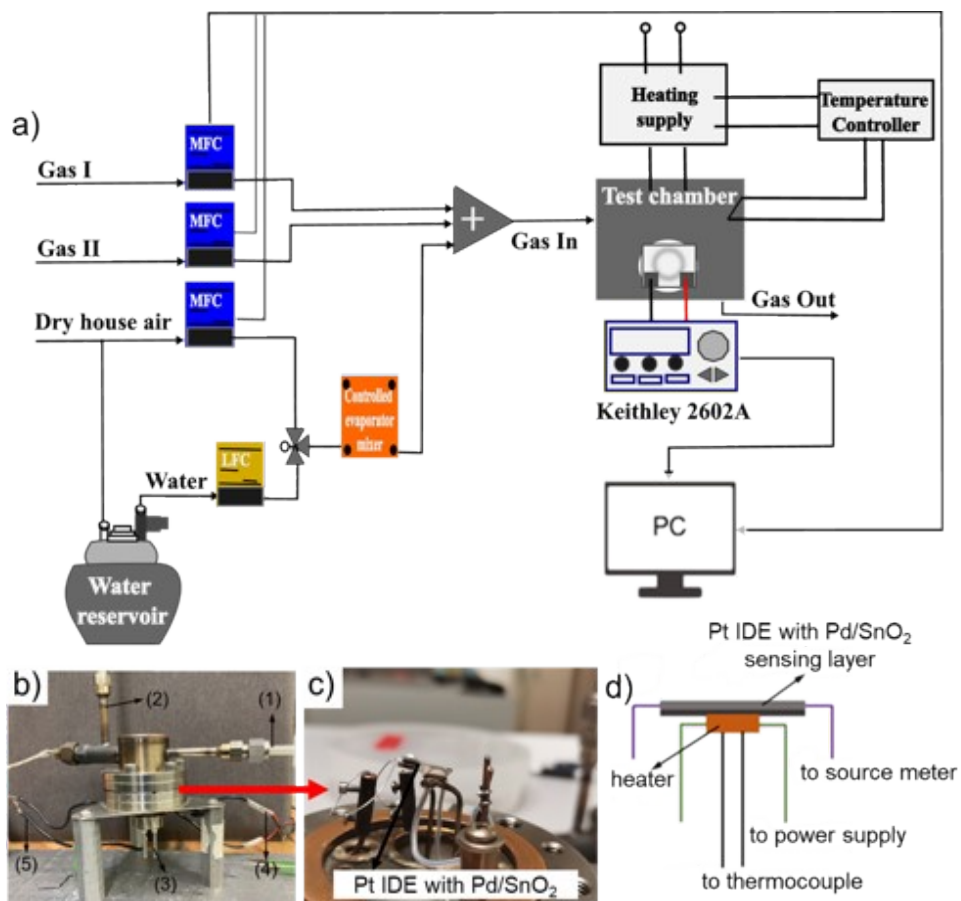 a)
MFC
Gas I
MFC
Gas II
MFC
Dry house air
LFC
Water
Water
reservoir
Controlled
evaporator
mixer
+
Gas In
Heating
supply
Temperature
Controller
Test chamber
Gas Out
Keithley 2602A
PC
b)
(2)
(1)
(5)
(3)
(4)
c)
Pt IDE with Pd/SnO₂
d)
Pt IDE with Pd/SnO₂
sensing layer
heater
to source meter
to power supply
to thermocouple